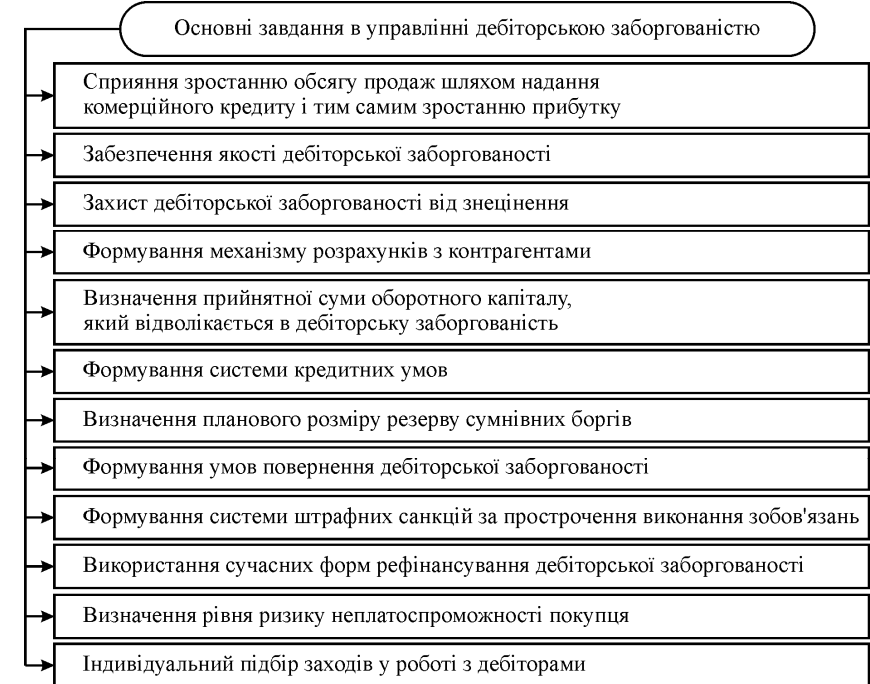 Основні завдання в управлінні дебіторською заборгованістю
Сприяння зростанню обсягу продаж шляхом надання
комерційного кредиту і тим самим зростанню прибутку
Забезпечення якості дебіторської заборгованості
Захист дебіторської заборгованості від знецінення
Формування механізму розрахунків з контрагентами
Визначення прийнятної суми оборотного капіталу,
який відволікається в дебіторську заборгованість
Формування системи кредитних умов
Визначення планового розміру резерву сумнівних боргів
Формування умов повернення дебіторської заборгованості
Формування системи штрафних санкцій за прострочення виконання зобов'язань
Використання сучасних форм рефінансування дебіторської заборгованості
Визначення рівня ризику неплатоспроможності покупця
Індивідуальний підбір заходів у роботі з дебіторами